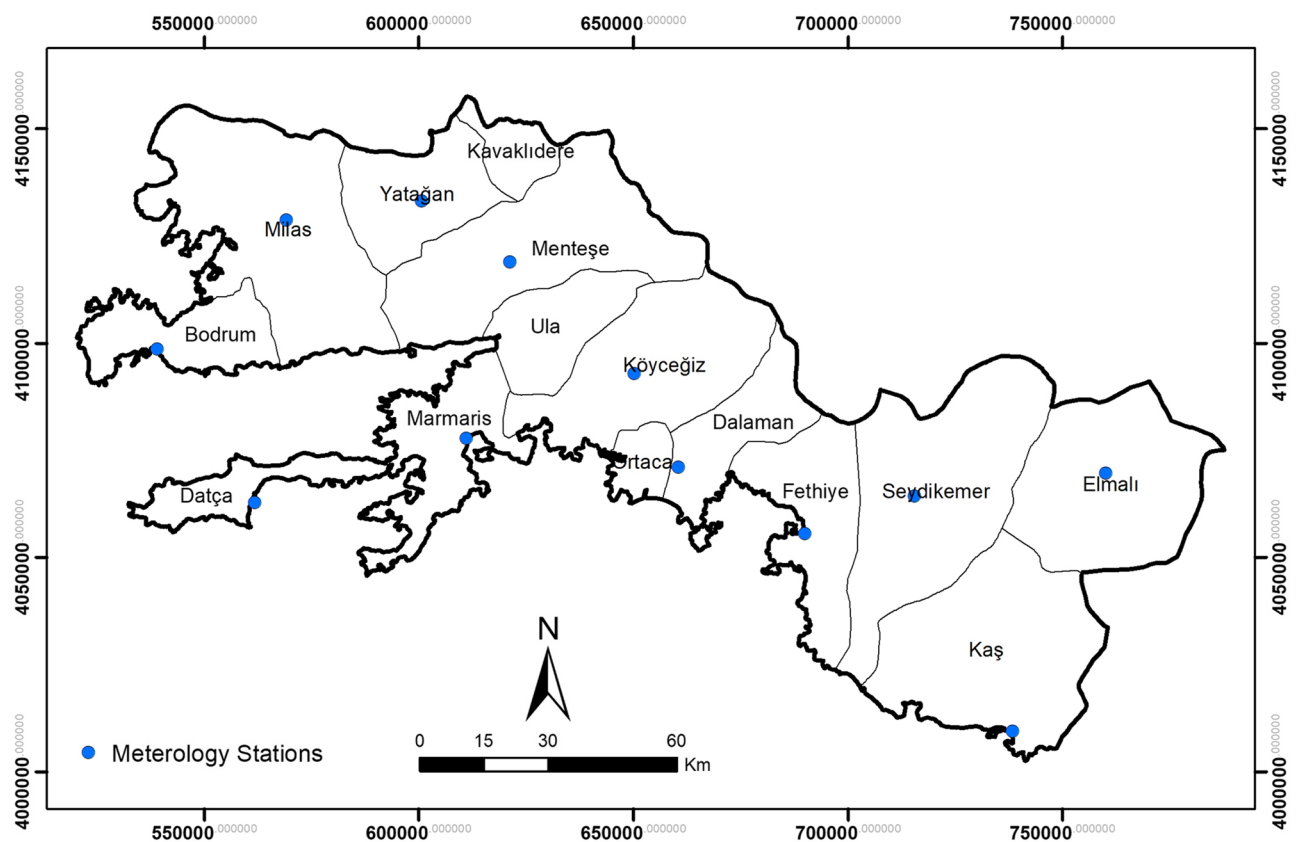 550000.000000 600000.000000 650000.000000 700000.000000 750000.000000
4150000.000000
4100000.000000
4050000.000000
4000000.000000
4150000.000000
4100000.000000
4050000.000000
4000000.000000
Kavaklıdere
Yatağan
Milas
Menteşe
Bodrum
Ula
Köyceğiz
Marmaris
Dalaman
Ortaca
Datça
Fethiye
Seydikemer
Elmalı
Kaş
N
0 15 30 60
Km
Meterology Stations
550000.000000 600000.000000 650000.000000 700000.000000 750000.000000